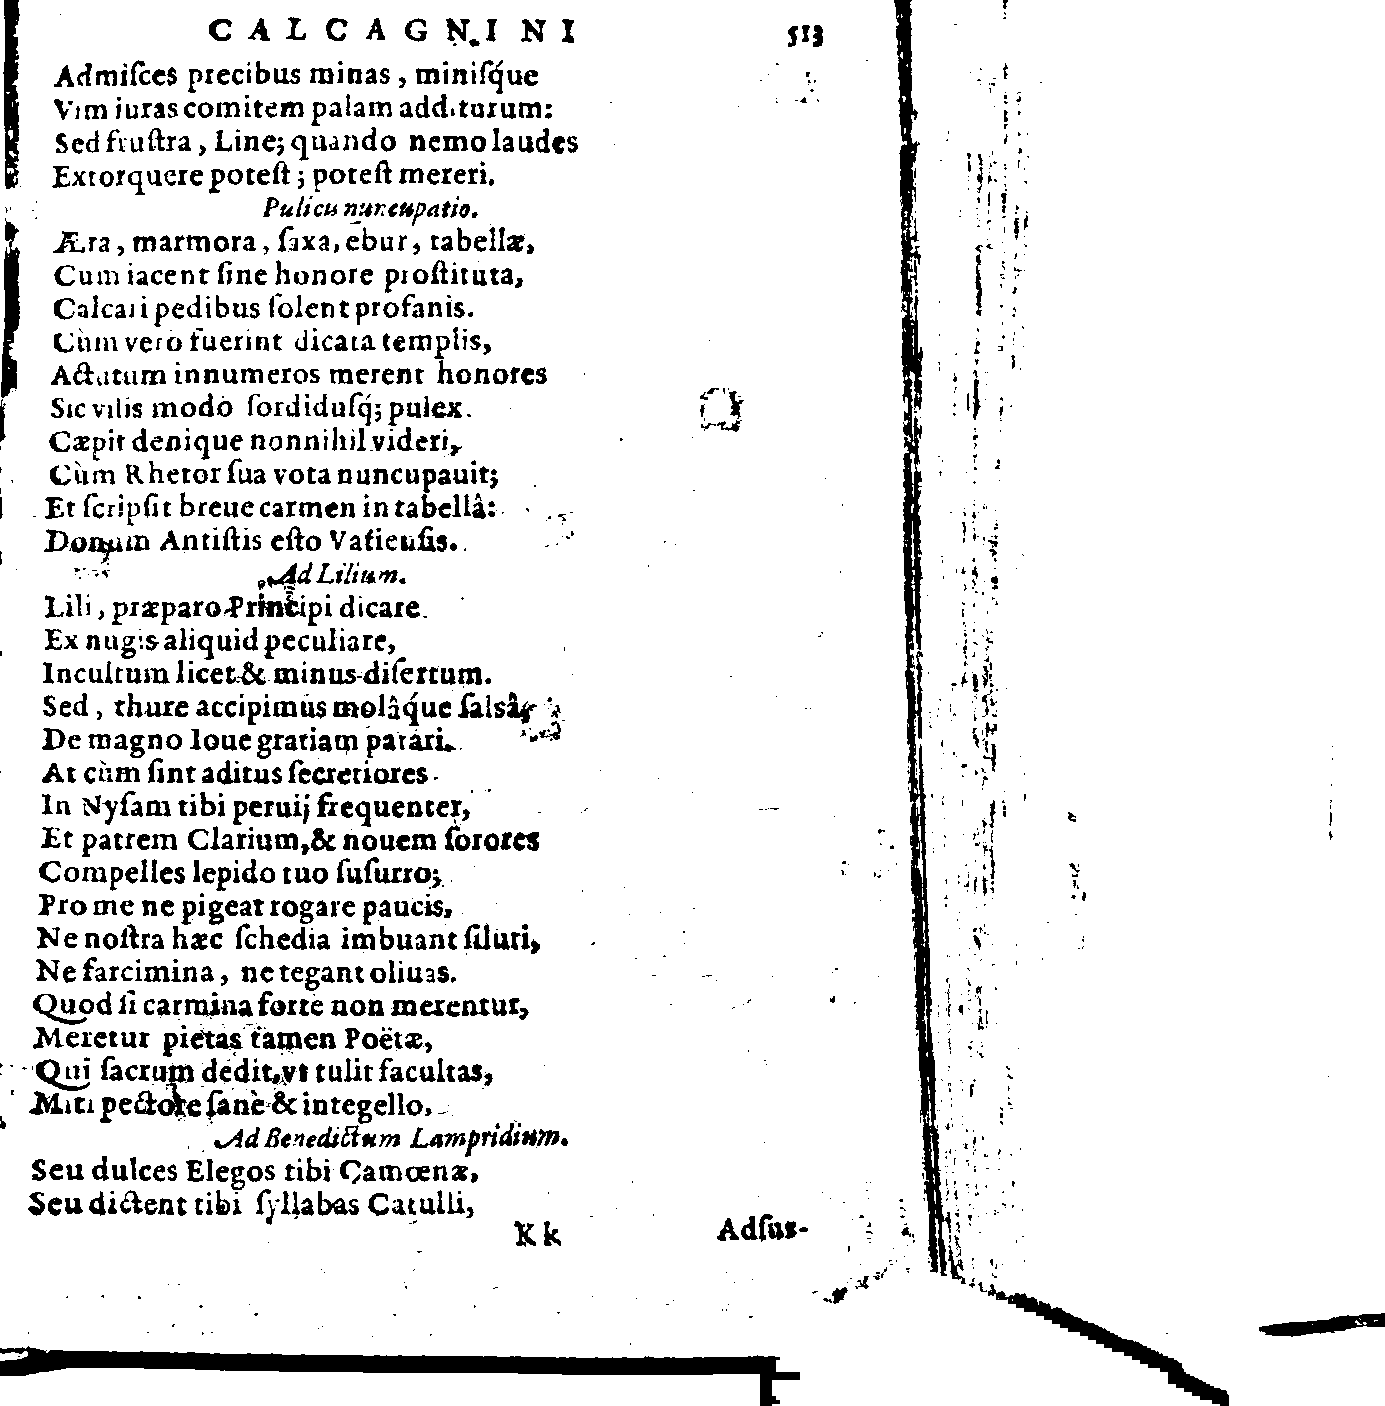 CALCAGNINI 513
Admiſces precibus minas, miniſq́ue
Vim iuras comitem palam additurum:
Sed fruſtra, Line; quando nemo laudes
Extorquere poteſt; poteſt mereri.
Pulicis nuncupatio.
Æra, marmora, ſaxa, ebur, tabellæ,
Cum iacent ſine honore proſtituta,
Calcari pedibus ſolent profanis.
Cùm vero fuerint dicata templis,
Actutum innumeros merent honores
Sic vilis modò ſordiduſq́; pulex.
Cæpit denique nonnihil videri,
Cùm Rhetor ſua vota nuncupauit;
Et ſcripſit breue carmen in tabellâ:
Donum Antiſtis eſto Vatienſis.
Ad Lilium.
Lili, præparo Principi dicare
Ex nugis aliquid peculiare,
Incultum licet & minus diſertum.
Sed, thure accipimus molâq́ue ſalsâ,
De magno Ioue gratiam parari.
At cùm ſint aditus ſecretiores
In Nyſam tibi peruij frequenter,
Et patrem Clarium, & nouem ſorores
Compelles lepido tuo ſuſurro;
Pro me ne pigeat rogare paucis,
Ne noſtra hæc ſchedia imbuant ſiluri,
Ne farcimina, ne tegant oliuas.
Quod ſi carmina forte non merentur,
Meretur pietas tamen Poëtæ,
Qui ſacrum dedit, vt tulit facultas,
Miti pectore ſanè & integello.
Ad Benedictum Lampridium.
Seu dulces Elegos tibi Camœnæ,
Seu dictent tibi ſyllabas Catulli,
Kk Adſus-